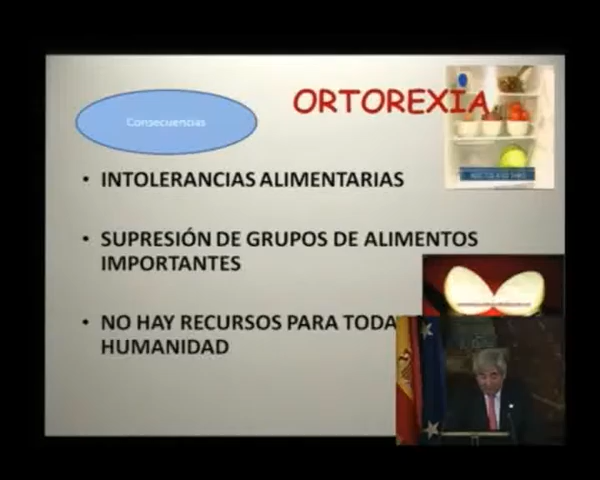 ORTOREXIA
Consecuencias
• INTOLERANCIAS ALIMENTARIAS
• SUPRESIÓN DE GRUPOS DE ALIMENTOS
IMPORTANTES
• NO HAY RECURSOS PARA TODA
HUMANIDAD